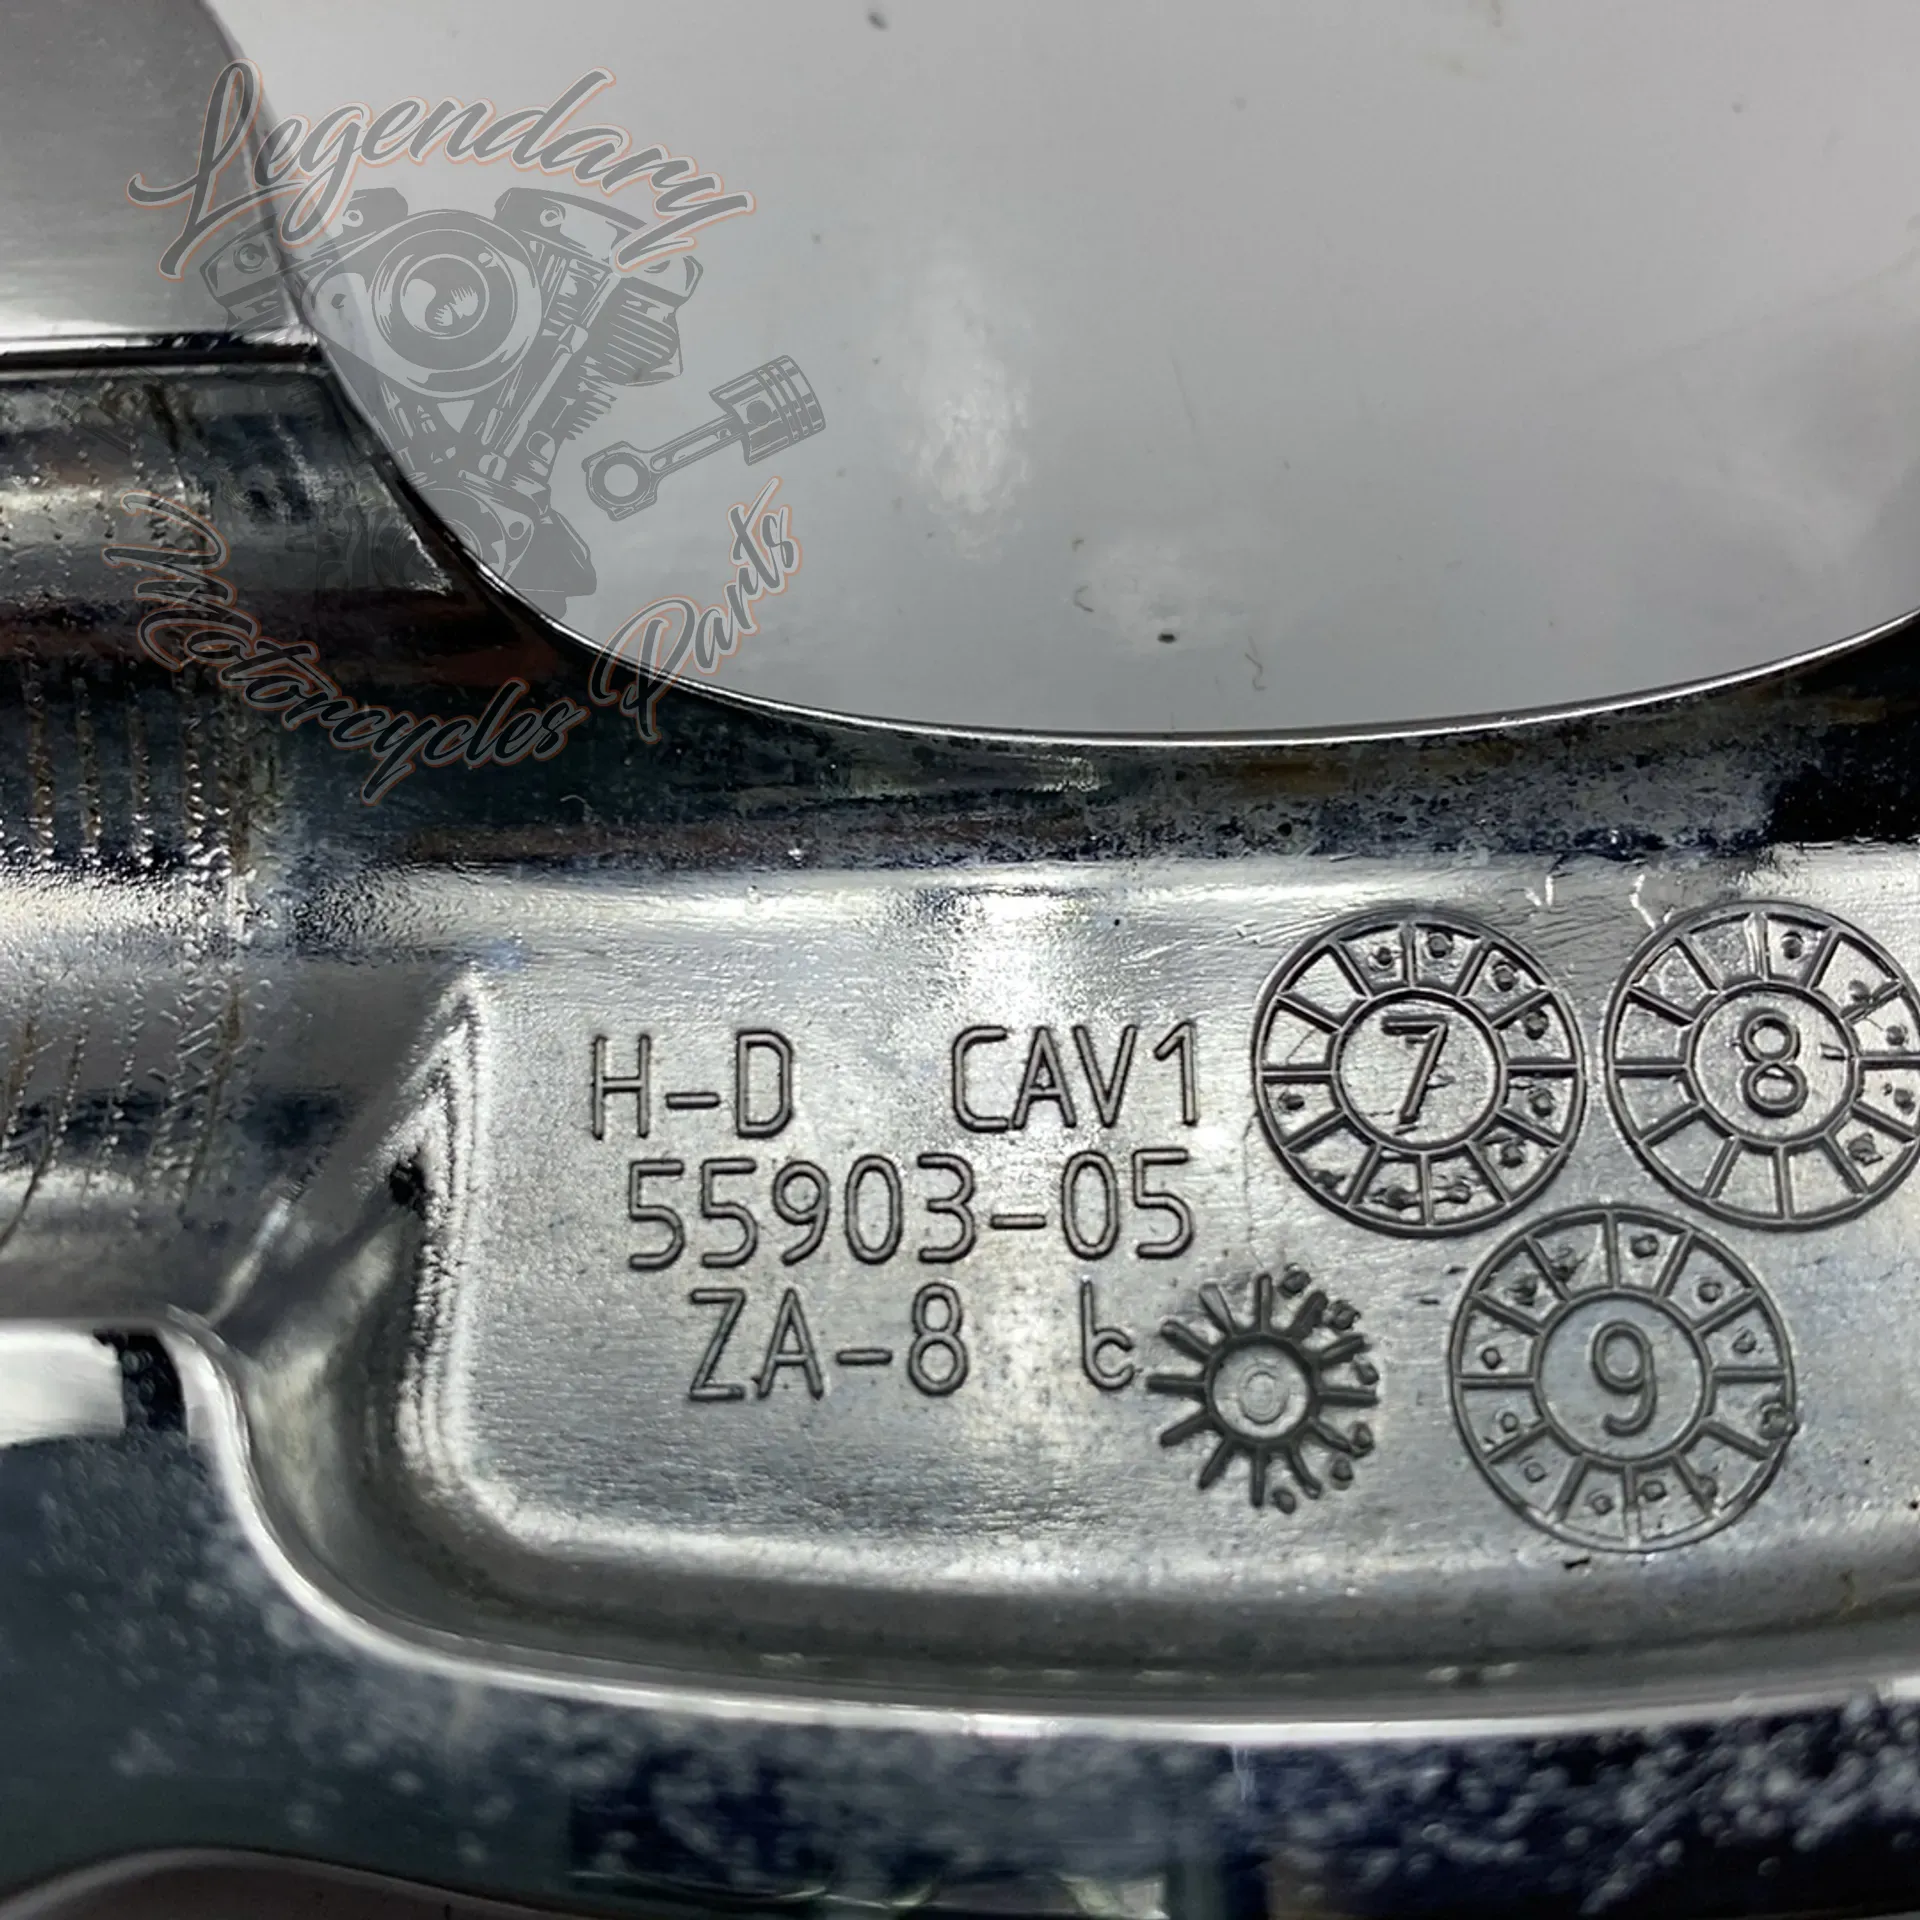 Legendary
Motorcycles Parts
H-D CAV1
55903-05
ZA-8
7
8
9